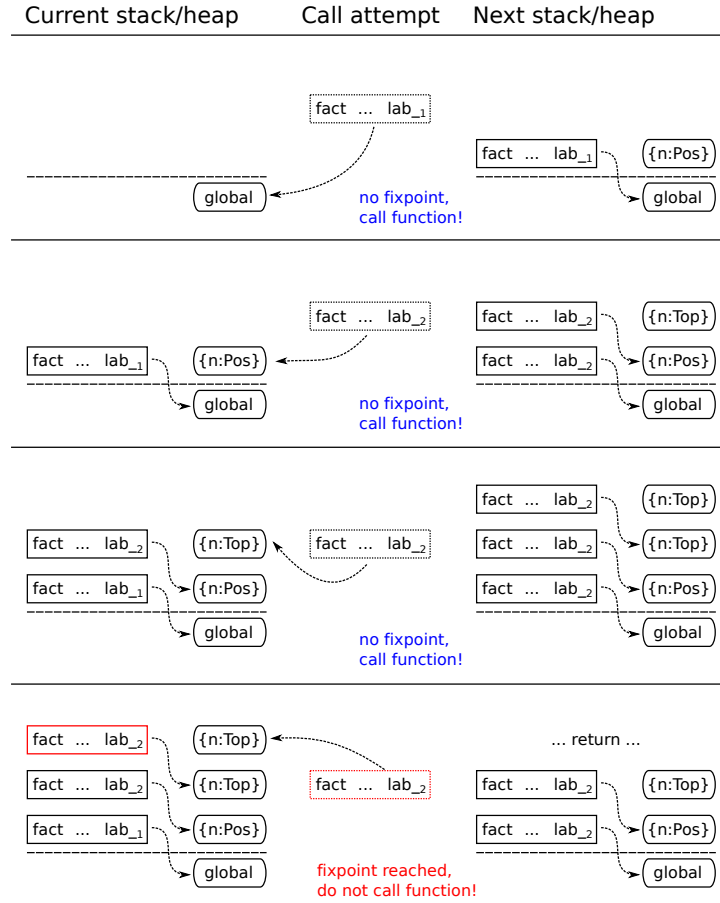 Current stack/heap Call attempt Next stack/heap
fact ... lab_1
fact ... lab_1 {n:Pos}
global
no fixpoint,
call function!
global
fact ... lab_2
fact ... lab_2 {n:Top}
fact ... lab_1 {n:Pos}
fact ... lab_2 {n:Pos}
global
no fixpoint,
call function!
global
fact ... lab_2 {n:Top}
fact ... lab_2 {n:Top}
fact ... lab_2
fact ... lab_2 {n:Top}
fact ... lab_1 {n:Pos}
fact ... lab_2 {n:Pos}
global
no fixpoint,
call function!
global
fact ... lab_2 {n:Top}
... return ...
fact ... lab_2 {n:Top}
fact ... lab_2
fact ... lab_2 {n:Top}
fact ... lab_1 {n:Pos}
fact ... lab_2 {n:Pos}
global
fixpoint reached,
do not call function!
global